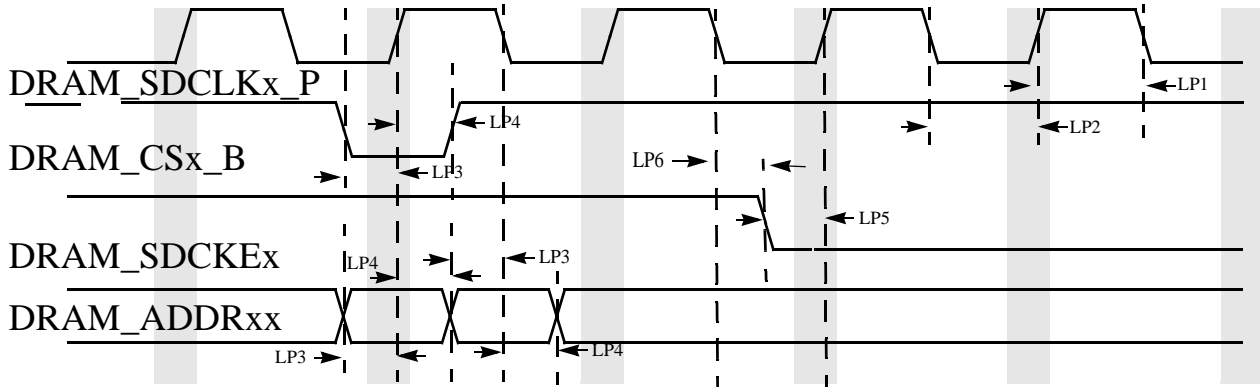 DRAM_SDCLKx_P
LP1
LP4
LP2
DRAM_CSx_B
LP6
LP3
LP5
DRAM_SDCKEx
LP4
LP3
DRAM_ADDRxx
LP3
LP4